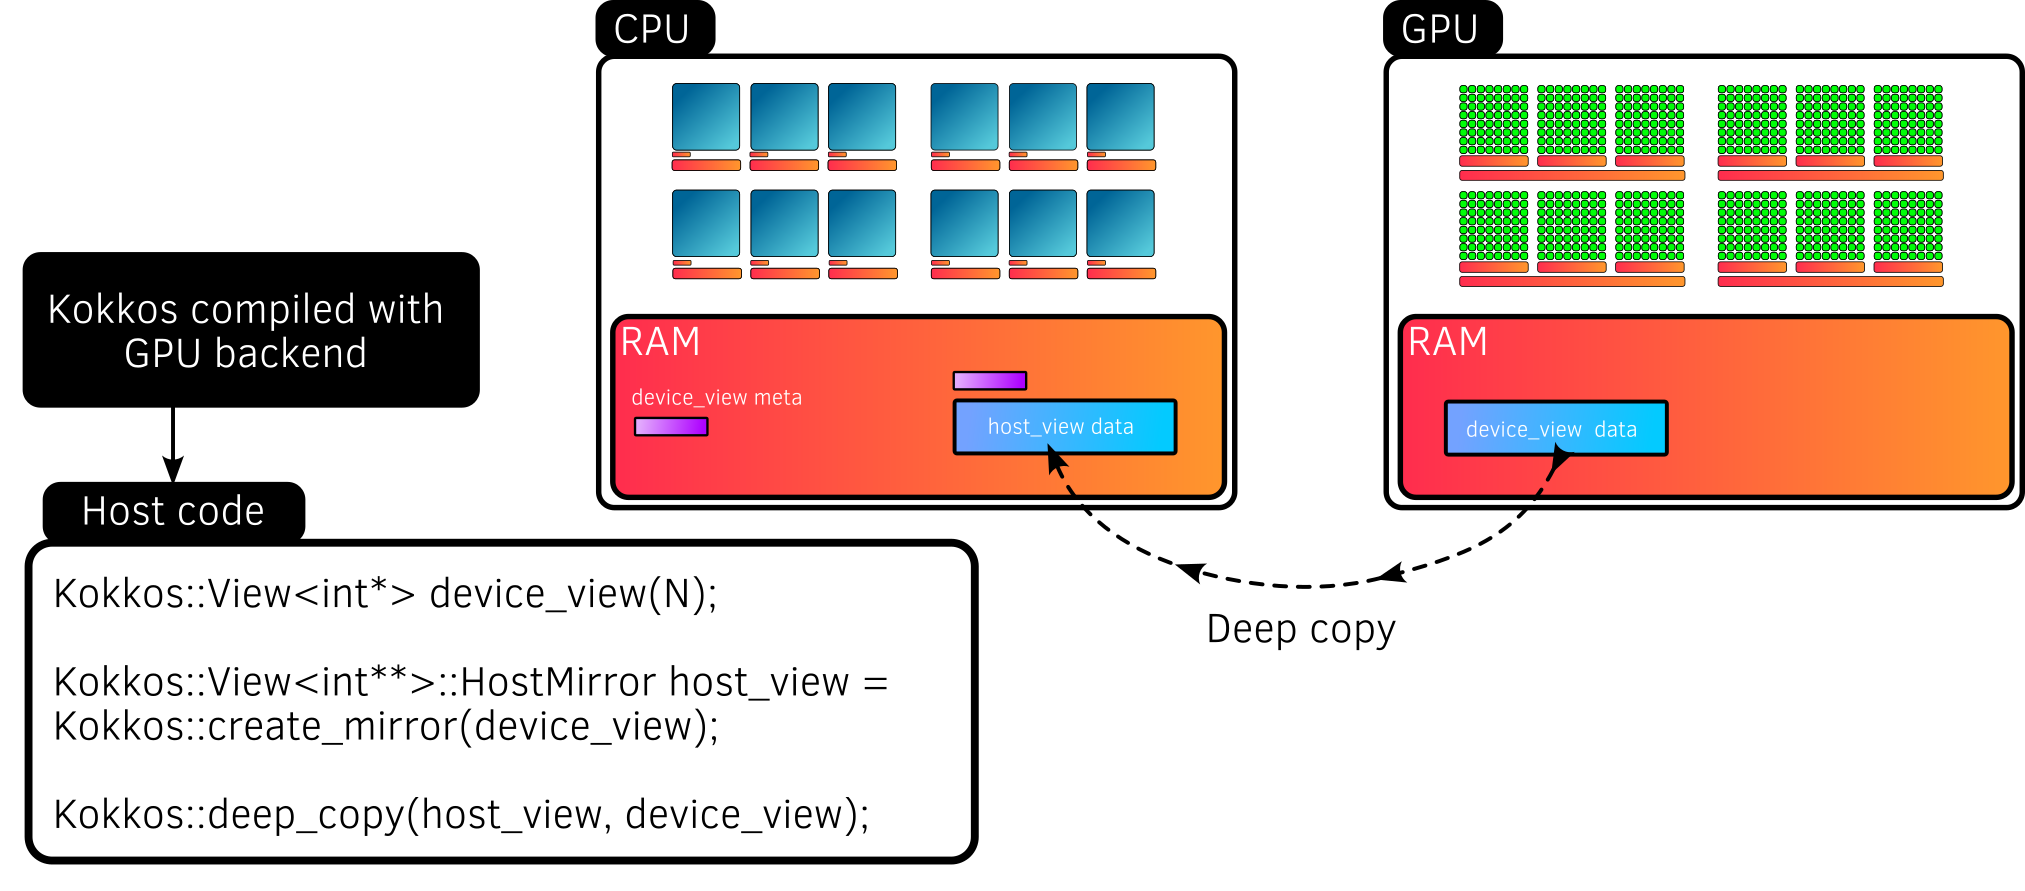 CPU
GPU
Kokkos compiled with
GPU backend
RAM
device_view meta
host_view data
RAM
device_view data
Host code
Kokkos::View<int*> device_view(N);
Kokkos::View<int**>::HostMirror host_view =
Kokkos::create_mirror(device_view);
Kokkos::deep_copy(host_view, device_view);
Deep copy